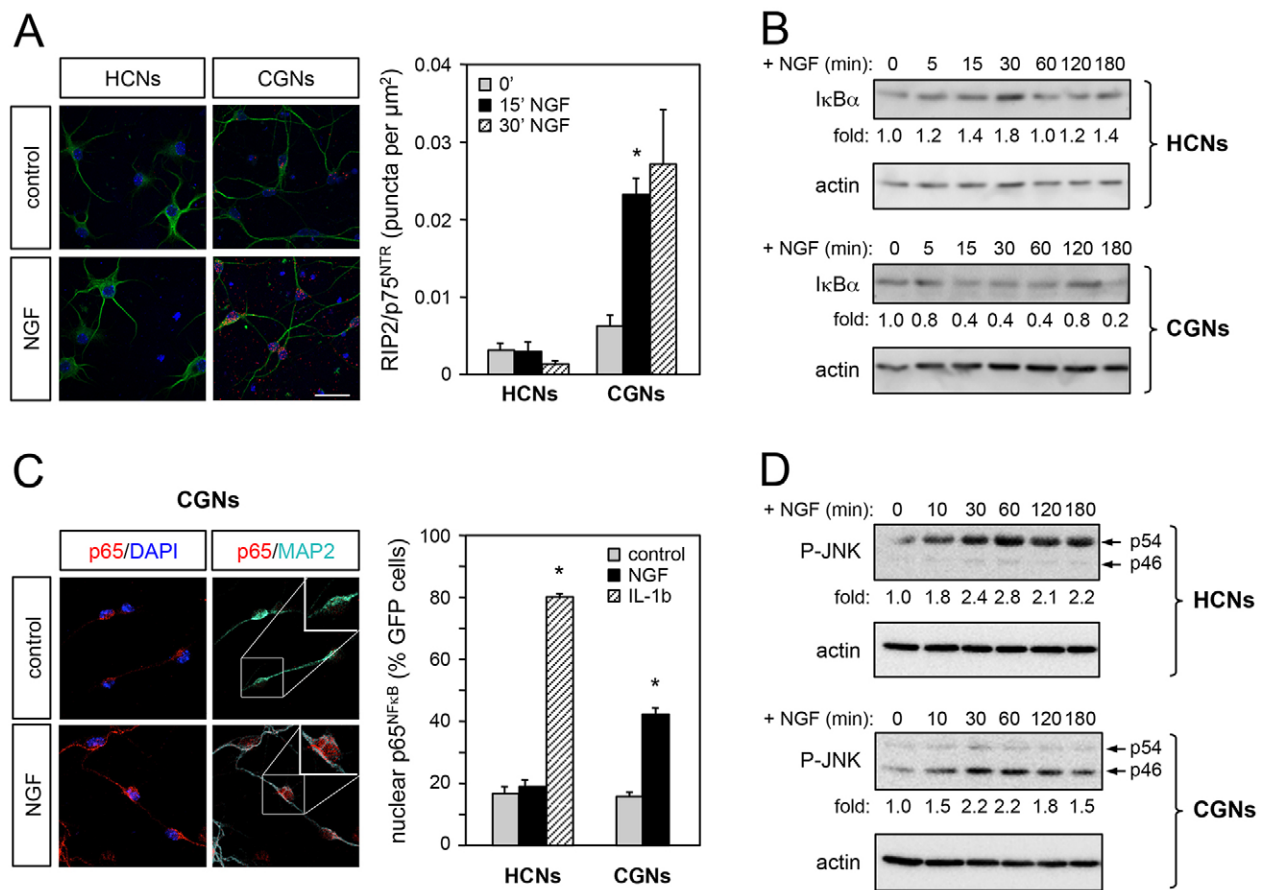 A
HCNs
CGNs
control
NGF
RIP2/p75NTR (puncta per μm2)
0.04
0.03
0.02
0.01
0
0'
15' NGF
30' NGF
*
HCNs
CGNs
B
+ NGF (min): 0 5 15 30 60 120 180
IκBα
fold: 1.0 1.2 1.4 1.8 1.0 1.2 1.4
actin
HCNs
+ NGF (min): 0 5 15 30 60 120 180
IκBα
fold: 1.0 0.8 0.4 0.4 0.4 0.8 0.2
actin
CGNs
C
CGNs
p65/DAPI
p65/MAP2
control
NGF
nuclear p65NFκB (% GFP cells)
100
80
60
40
20
0
control
NGF
IL-1b
*
*
HCNs
CGNs
D
+ NGF (min): 0 10 30 60 120 180
P-JNK
p54
p46
fold: 1.0 1.8 2.4 2.8 2.1 2.2
actin
HCNs
+ NGF (min): 0 10 30 60 120 180
P-JNK
p54
p46
fold: 1.0 1.5 2.2 2.2 1.8 1.5
actin
CGNs